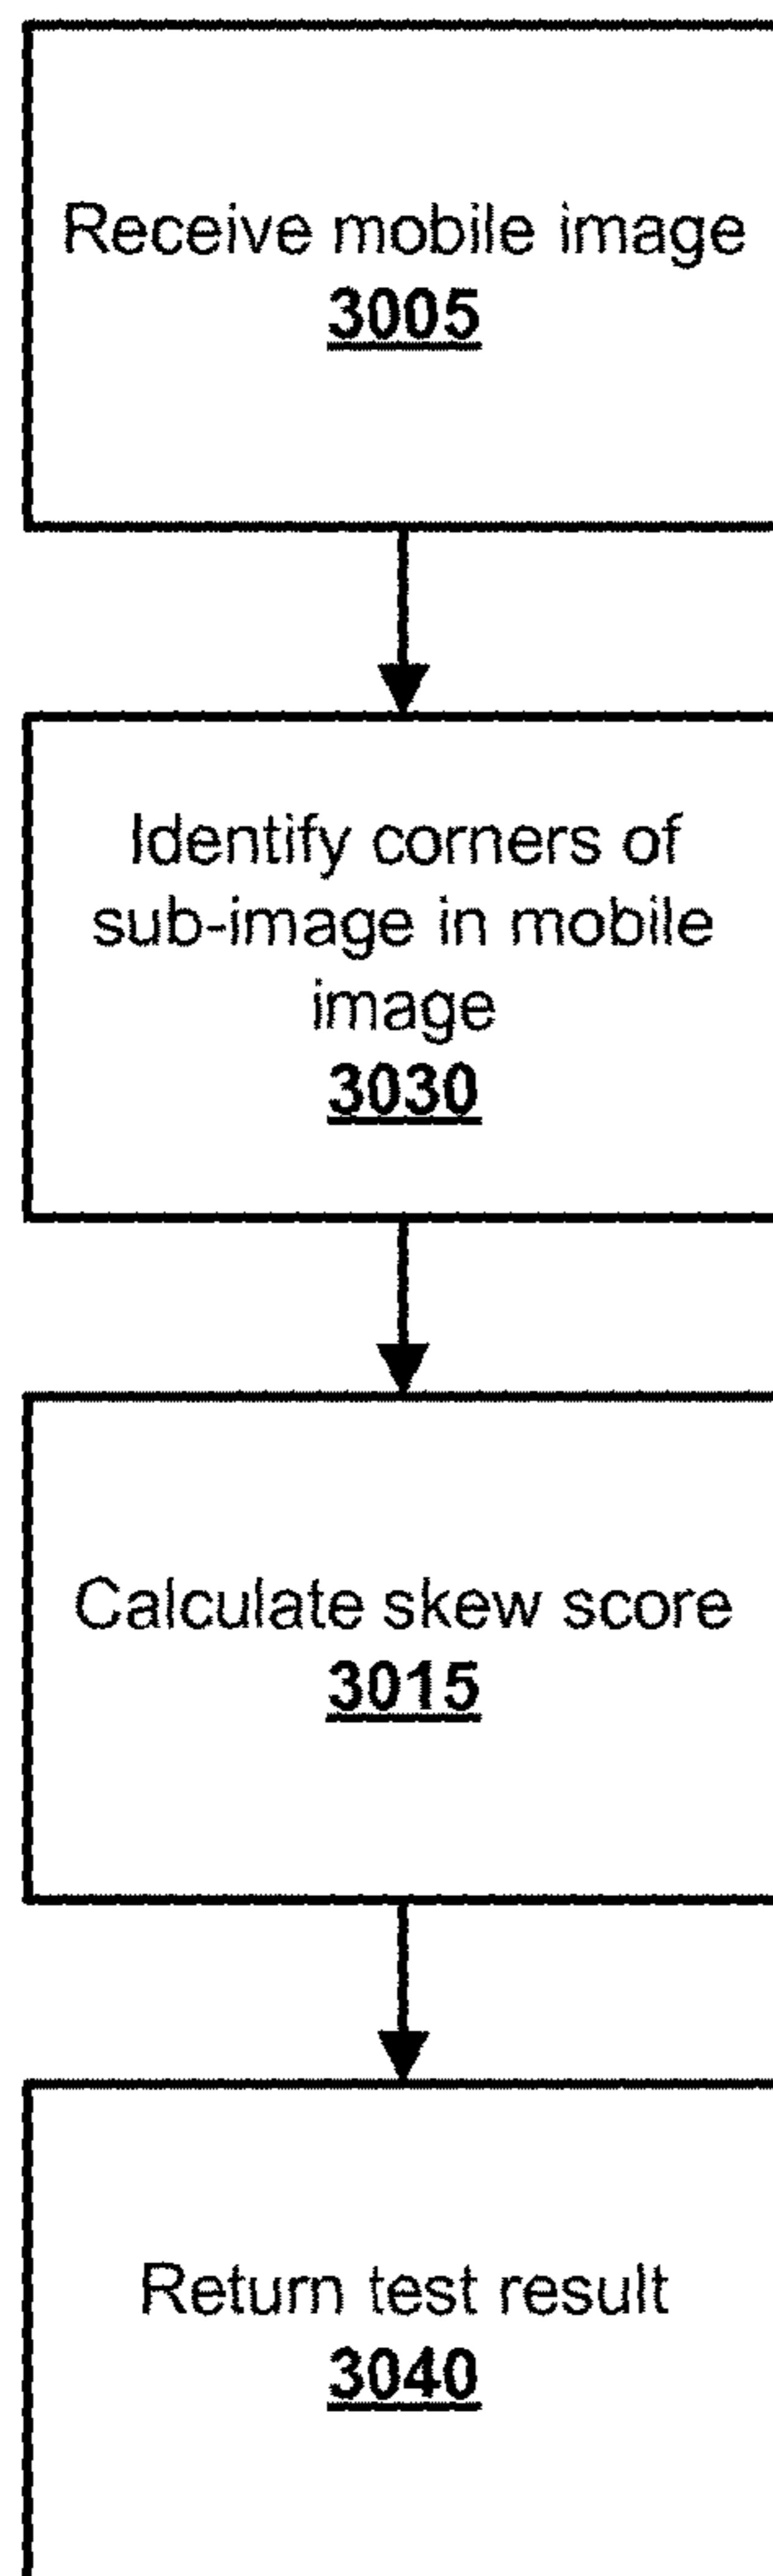 Receive mobile image
3005
Identify corners of
sub-image in mobile
image
3030
Calculate skew score
3015
Return test result
3040